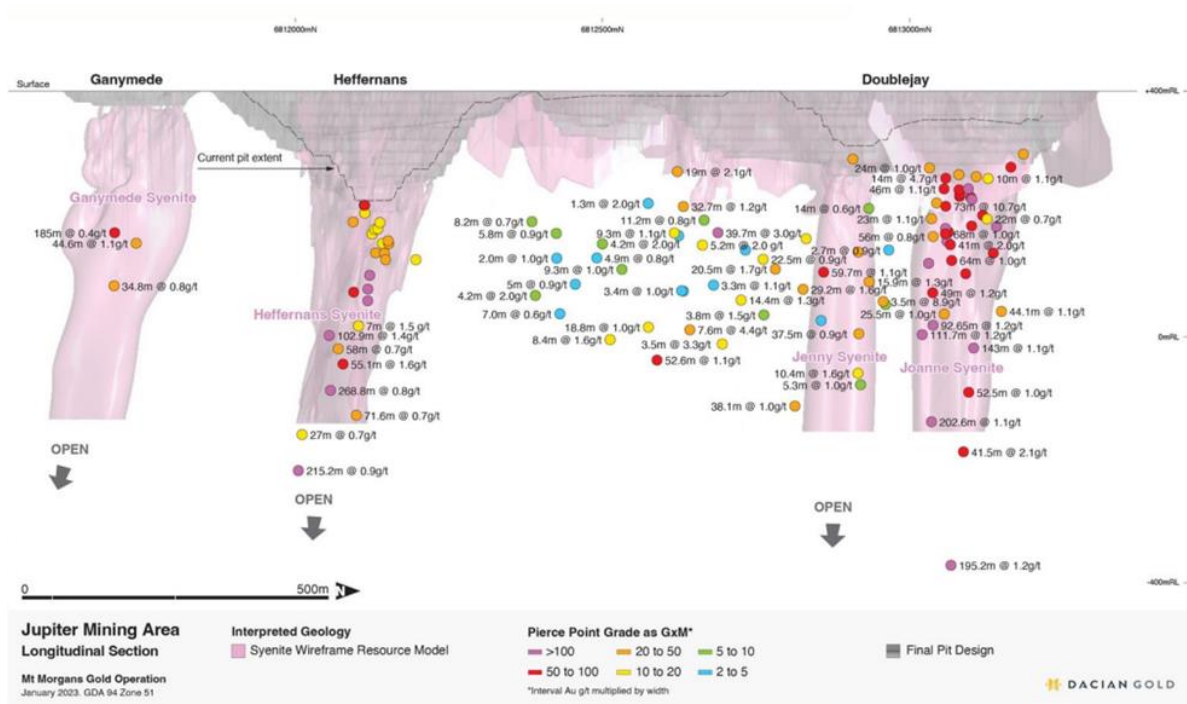 6812000mN
6812500mN
6813000mN
Ganymede
Heffernans
Doublejay
Surface
+400mRL
Current pit extent
Ganymede Syenite
185m @ 0.4g/t
44.6m @ 1.1g/t
34.8m @ 0.8g/t
Heffernans Syenite
7m @ 1.5 g/t
102.9m @ 1.4g/t
58m @ 0.7g/t
55.1m @ 1.6g/t
268.8m @ 0.8g/t
71.6m @ 0.7g/t
27m @ 0.7g/t
215.2m @ 0.9g/t
19m @ 2.1g/t
1.3m @ 2.0g/t
32.7m @ 1.2g/t
8.2m @ 0.7g/t
11.2m @ 0.8g/t
5.8m @ 0.9g/t
9.3m @ 1.1g/t
39.7m @ 3.0g/t
4.2m @ 2.0g/t
5.2m @ 2.0 g/t
2.0m @ 1.0g/t
4.9m @ 0.8g/t
22.5m @ 0.9g/t
9.3m @ 1.0g/t
20.5m @ 1.7g/t
5m @ 0.9g/t
3.4m @ 1.0g/t
3.3m @ 1.1g/t
4.2m @ 2.0g/t
14.4m @ 1.3g/t
7.0m @ 0.6g/t
3.8m @ 1.5g/t
18.8m @ 1.0g/t
7.6m @ 4.4g/t
8.4m @ 1.6g/t
3.5m @ 3.3g/t
52.6m @ 1.1g/t
24m @ 1.0g/t
14m @ 4.7g/t
10m @ 1.1g/t
46m @ 1.1g/t
14m @ 0.6g/t
73m @ 10.7g/t
23m @ 1.1g/t
22m @ 0.7g/t
56m @ 0.8g/t
68m @ 1.0g/t
2.7m @ 0.9g/t
41m @ 2.0g/t
64m @ 1.0g/t
59.7m @ 1.1g/t
15.9m @ 1.3g/t
29.2m @ 1.6g/t
49m @ 1.2g/t
3.5m @ 8.9g/t
25.5m @ 1.0g/t
44.1m @ 1.1g/t
37.5m @ 0.9g/t
92.65m @ 1.2g/t
111.7m @ 1.2g/t
0mRL
143m @ 1.1g/t
Jenny Syenite
Joanne Syenite
10.4m @ 1.6g/t
5.3m @ 1.0g/t
38.1m @ 1.0g/t
52.5m @ 1.0g/t
202.6m @ 1.1g/t
41.5m @ 2.1g/t
195.2m @ 1.2g/t
OPEN
OPEN
OPEN
-400mRL
0
500m
N
Jupiter Mining Area
Longitudinal Section
Mt Morgans Gold Operation
January 2023. GDA 94 Zone 51
Interpreted Geology
Syenite Wireframe Resource Model
Pierce Point Grade as GxM*
>100
20 to 50
5 to 10
50 to 100
10 to 20
2 to 5
*Interval Au g/t multiplied by width
Final Pit Design
DACIAN GOLD